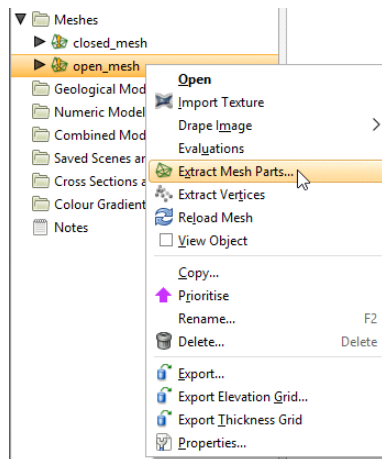 Meshes
closed_mesh
open_mesh
Geological Mod
Numeric Model
Combined Mod
Saved Scenes ar
Cross Sections a
Colour Gradient
Notes
Open
Import Texture
Drape Image
Evaluations
Extract Mesh Parts...
Extract Vertices
Reload Mesh
View Object
Copy...
Prioritise
Rename... F2
Delete... Delete
Export...
Export Elevation Grid...
Export Thickness Grid
Properties...